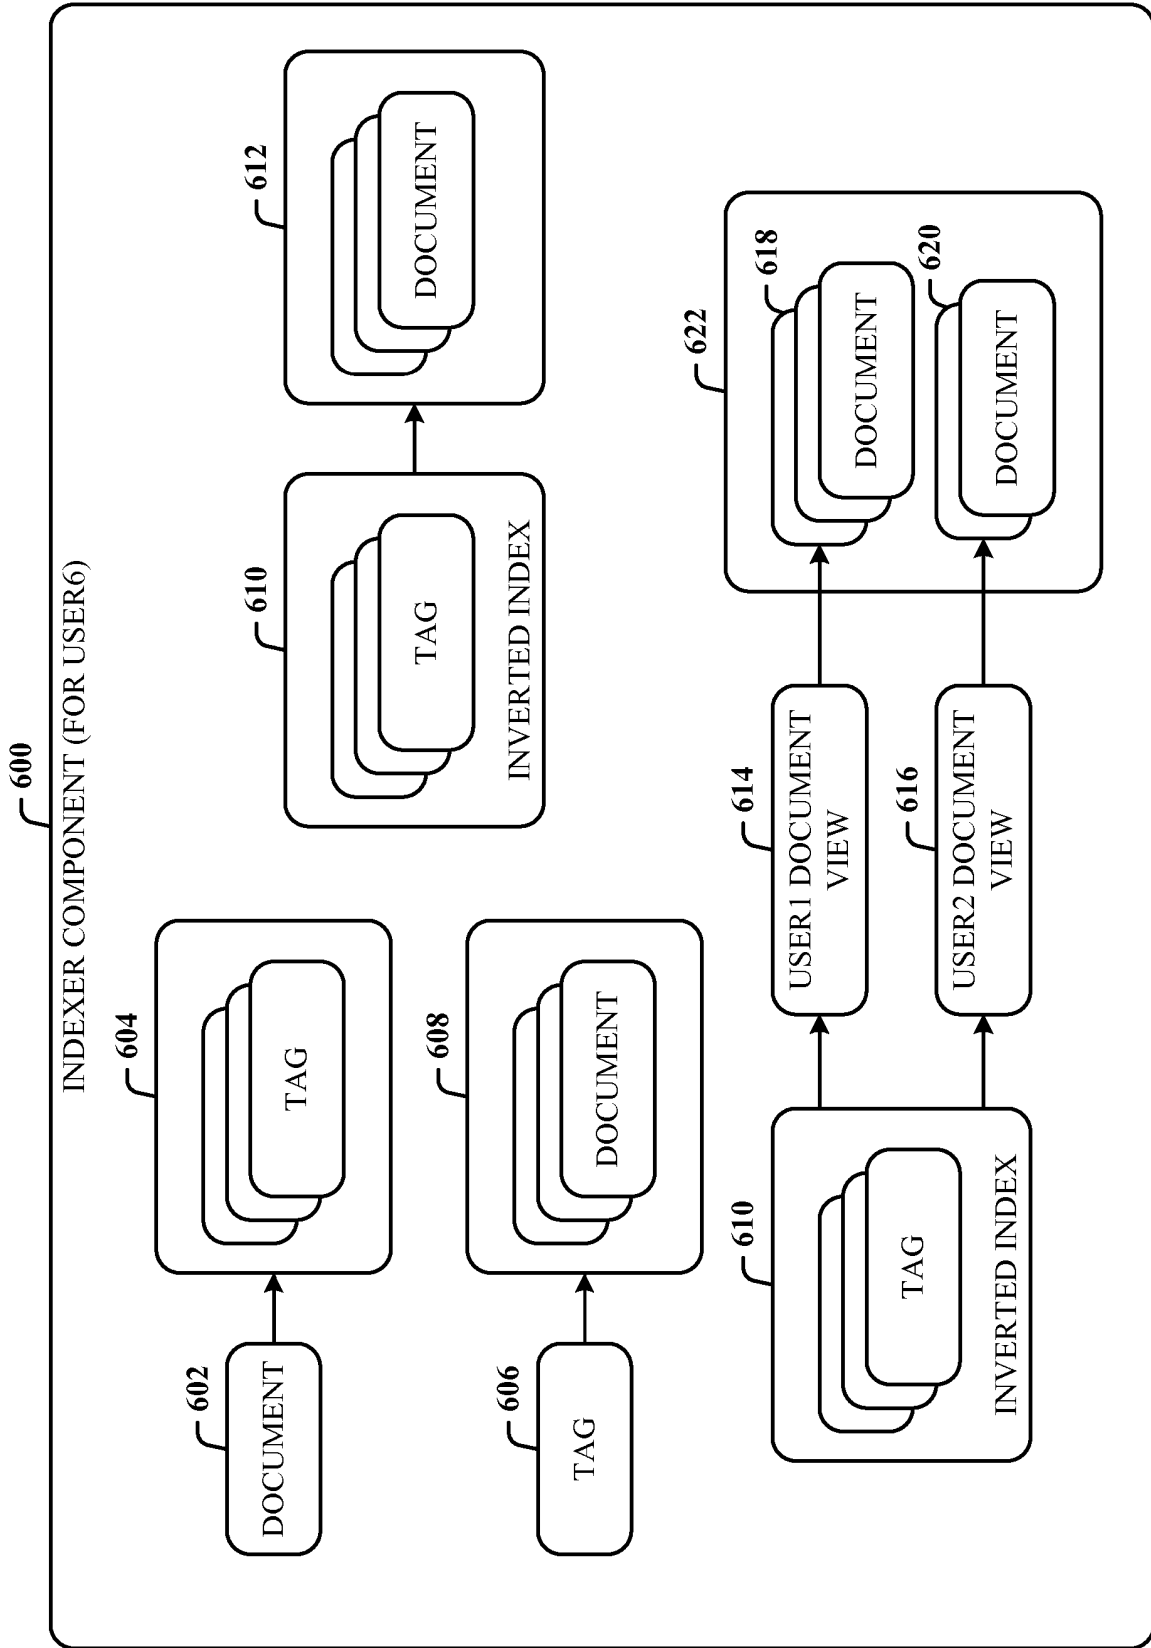 600
INDEXER COMPONENT (FOR USER6)
602
DOCUMENT
604
TAG
606
TAG
608
DOCUMENT
610
TAG
INVERTED INDEX
612
DOCUMENT
610
TAG
INVERTED INDEX
614
USER1 DOCUMENT
VIEW
616
USER2 DOCUMENT
VIEW
622
618
DOCUMENT
620
DOCUMENT